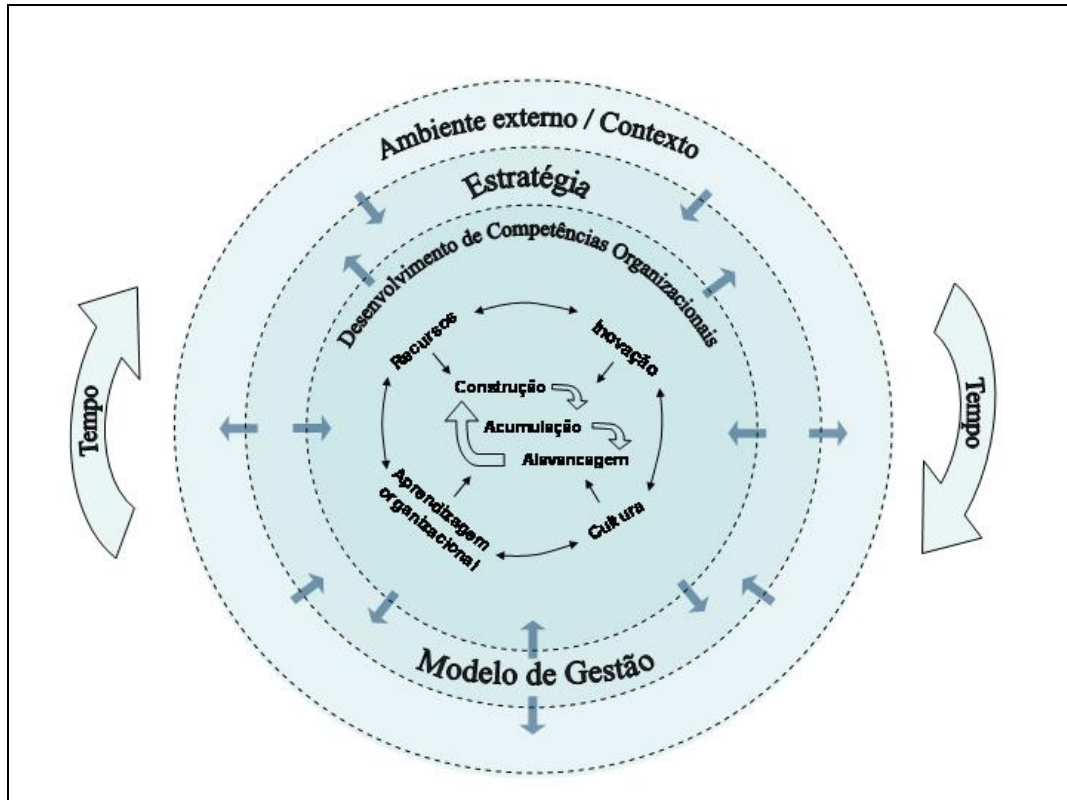 Ambiente externo / Contexto
Estratégia
Desenvolvimento de Competências Organizacionais
Recursos
Inovação
Construção
Acumulação
Alavancagem
Aprendizagem
organizacional
Cultura
Modelo de Gestão
Tempo
Tempo